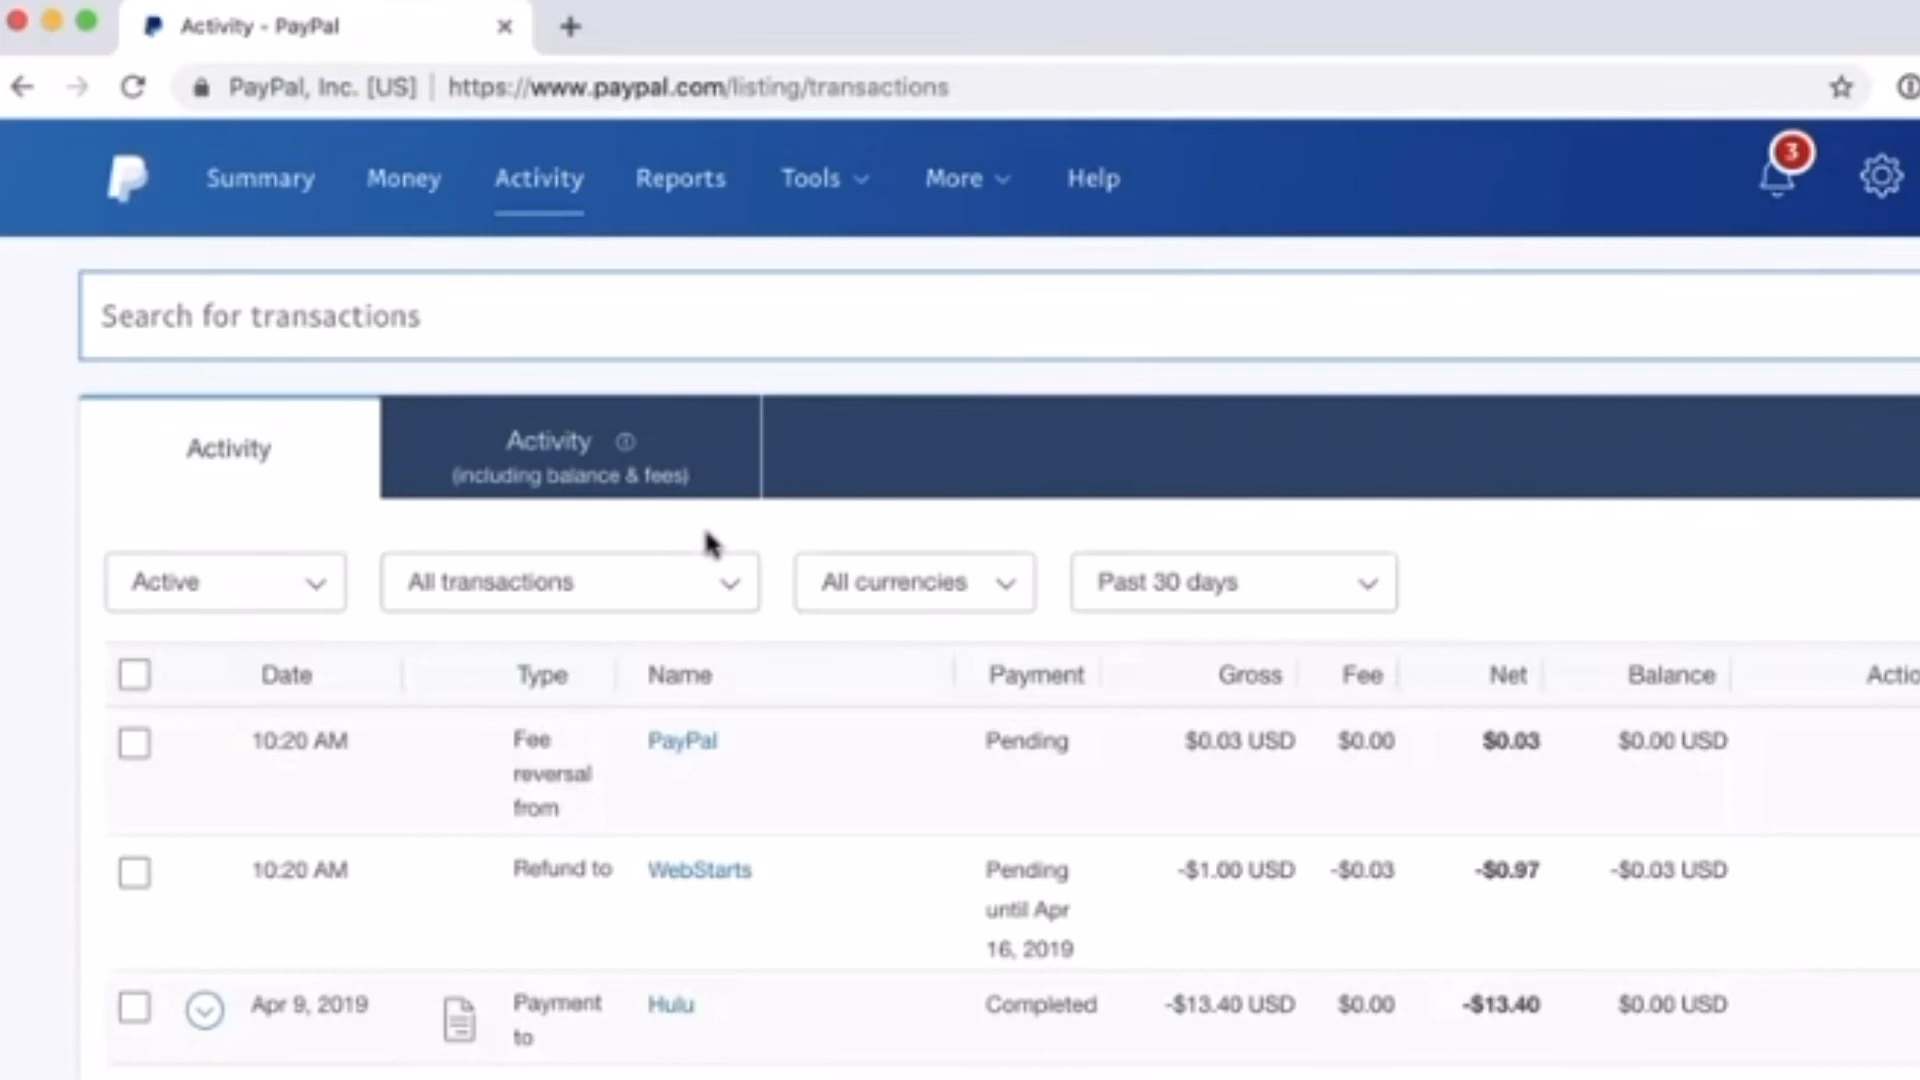 Activity - PayPal
PayPal, Inc. [US] | https://www.paypal.com/listing/transactions
Summary Money Activity Reports Tools More Help 3
Search for transactions
Activity
Activity
(including balance & fees)
Active All transactions All currencies Past 30 days
Date Type Name Payment Gross Fee Net Balance Actio
10:20 AM Fee PayPal Pending $0.03 USD $0.00 $0.03 $0.00 USD
reversal
from
10:20 AM Refund to WebStarts Pending -$1.00 USD -$0.03 -$0.97 -$0.03 USD
until Apr
16, 2019
Apr 9, 2019 Payment Hulu Completed -$13.40 USD $0.00 -$13.40 $0.00 USD
to